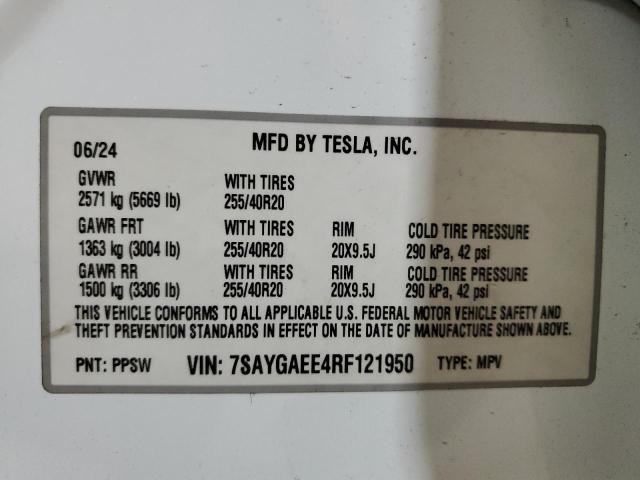 06/24 MFD BY TESLA, INC.
GVWR WITH TIRES
2571 kg (5669 lb) 255/40R20
GAWR FRT WITH TIRES RIM COLD TIRE PRESSURE
1363 kg (3004 lb) 255/40R20 20X9.5J 290 kPa, 42 psi
GAWR RR WITH TIRES RIM COLD TIRE PRESSURE
1500 kg (3306 lb) 255/40R20 20X9.5J 290 kPa, 42 psi
THIS VEHICLE CONFORMS TO ALL APPLICABLE U.S. FEDERAL MOTOR VEHICLE SAFETY AND
THEFT PREVENTION STANDARDS IN EFFECT ON THE DATE OF MANUFACTURE SHOWN ABOVE.
PNT: PPSW VIN: 7SAYGAEE4RF121950 TYPE: MPV